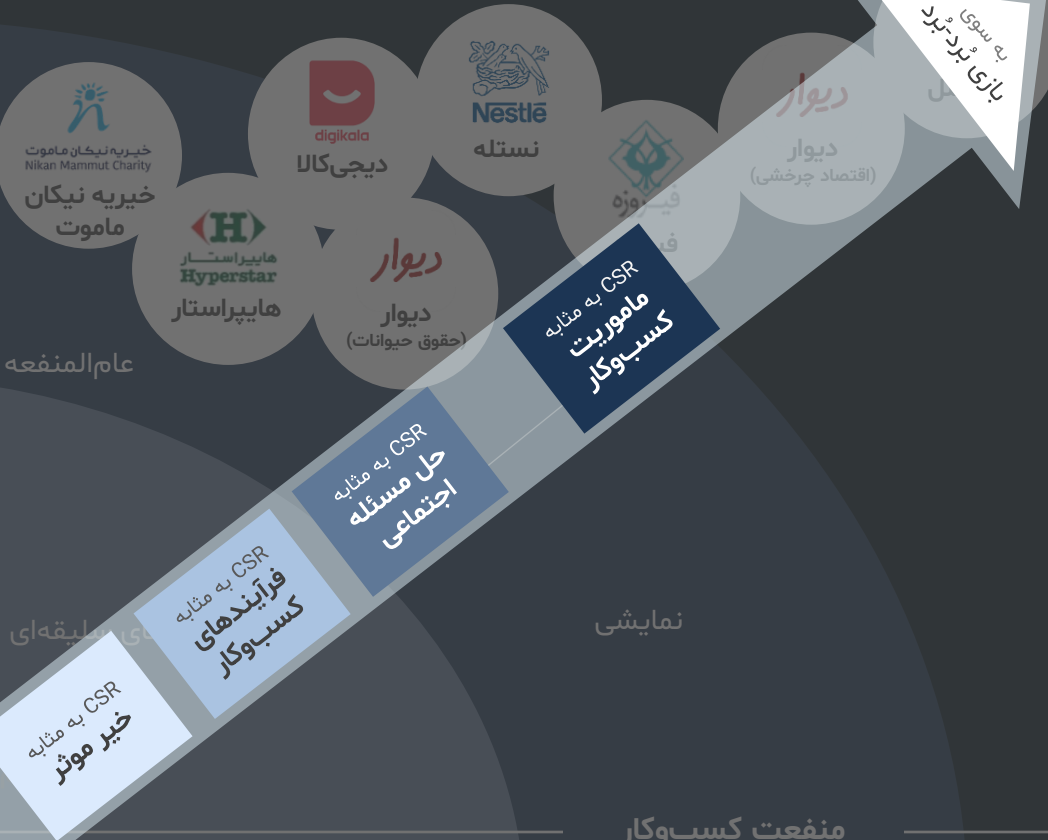 به سوی
بازی بُرد-بُرد
خیریه نیکان ماموت
Nikan Mammut Charity
خیریه نیکان
ماموت
digikala
دیجی‌کالا
Nestlé
نستله
دیوار
دیوار
(اقتصاد چرخشی)
فیروزه
هایپراستار
Hyperstar
هایپراستار
دیوار
دیوار
(حقوق حیوانات)
عام‌المنفعه
CSR به مثابه
ماموریت
کسب‌وکار
CSR به مثابه
حل مسئله
اجتماعی
CSR به مثابه
فرآیندهای
کسب‌وکار
سلیقه‌ای
نمایشی
CSR به مثابه
خیر موثر
منفعت کسب‌وکار